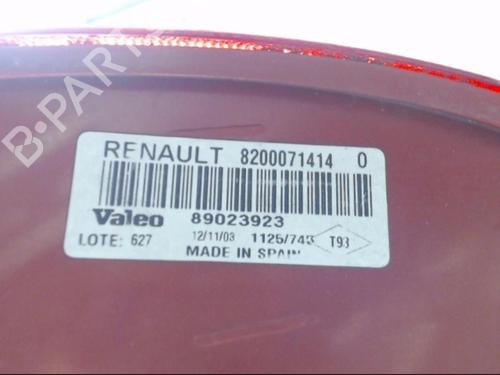 B-PARTS
RENAULT 8200071414 0
Valeo 89023923
LOTE: 627 12/11/03 1125/743 T93
MADE IN SPAIN